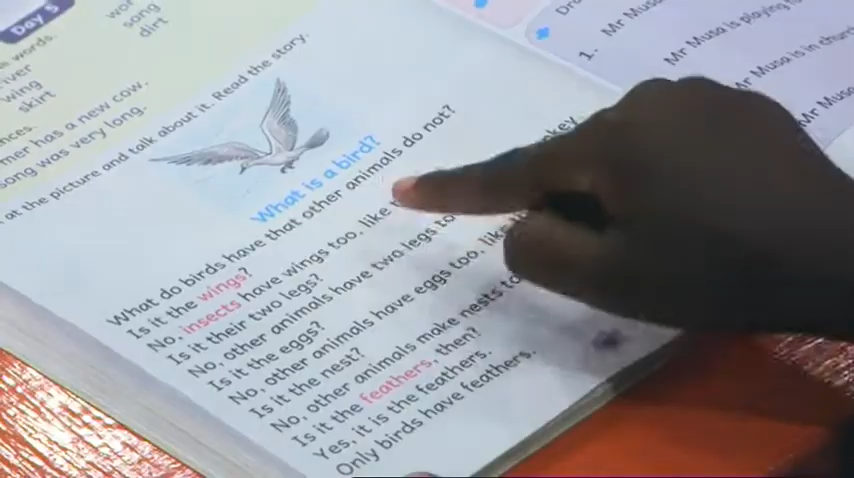 Day 5
words.
river
wing
skirt
song
dirt
mer has a new cow.
song was very long.
at the picture and talk about it. Read the story.
What is a bird?
What do birds have that other animals do not?
Is it the wings?
No, insects have wings too, like
Is it their two legs?
No, other animals have two legs to
Is it the eggs?
No, other animals have eggs too, like
Is it the nest?
No, other animals make nests to
Is it the feathers, then?
Yes, it is the feathers.
Only birds have feathers.
1. Mr Musa
Mr Musa is playing
Mr Musa is in church
Mr Musa